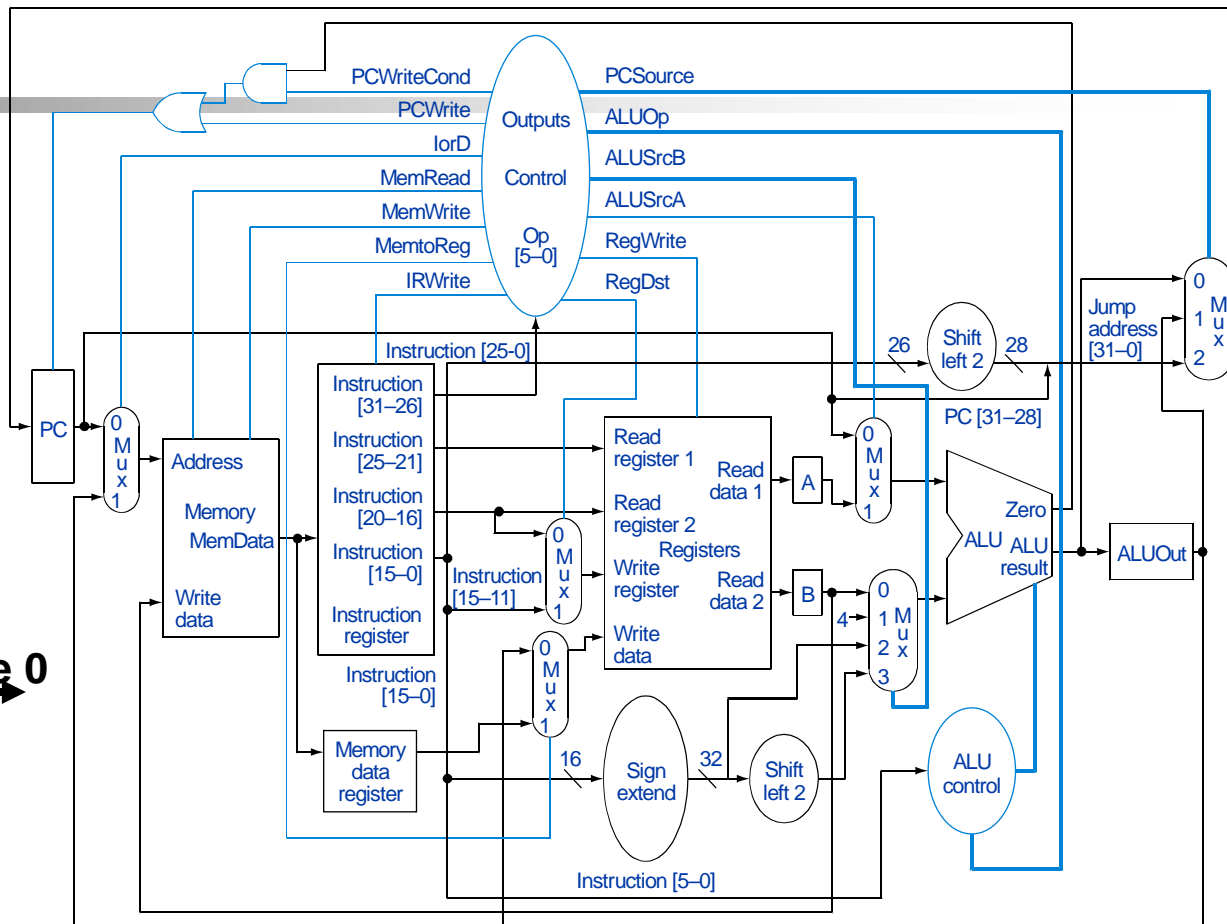 PCWriteCond
PCWrite
IorD
MemRead
MemWrite
MemtoReg
IRWrite
Outputs
Control
Op
[5–0]
PCSource
ALUOp
ALUSrcB
ALUSrcA
RegWrite
RegDst
Instruction [25-0]
26
Shift
left 2
28
Jump
address
[31–0]
0
1
2
M
u
x
PC [31–28]
PC
0
M
u
x
1
Address
Memory
MemData
Write
data
Instruction
[31–26]
Instruction
[25–21]
Instruction
[20–16]
Instruction
[15–0]
Instruction
register
Instruction
[15–0]
Instruction
[15–11]
0
M
u
x
1
0
M
u
x
1
Memory
data
register
Read
register 1
Read
register 2
Registers
Write
register
Write
data
Read
data 1
Read
data 2
A
B
0
M
u
x
1
4
0
1
2
3
M
u
x
Zero
ALU
ALU
result
ALUOut
16
Sign
extend
32
Shift
left 2
ALU
control
Instruction [5–0]
e 0